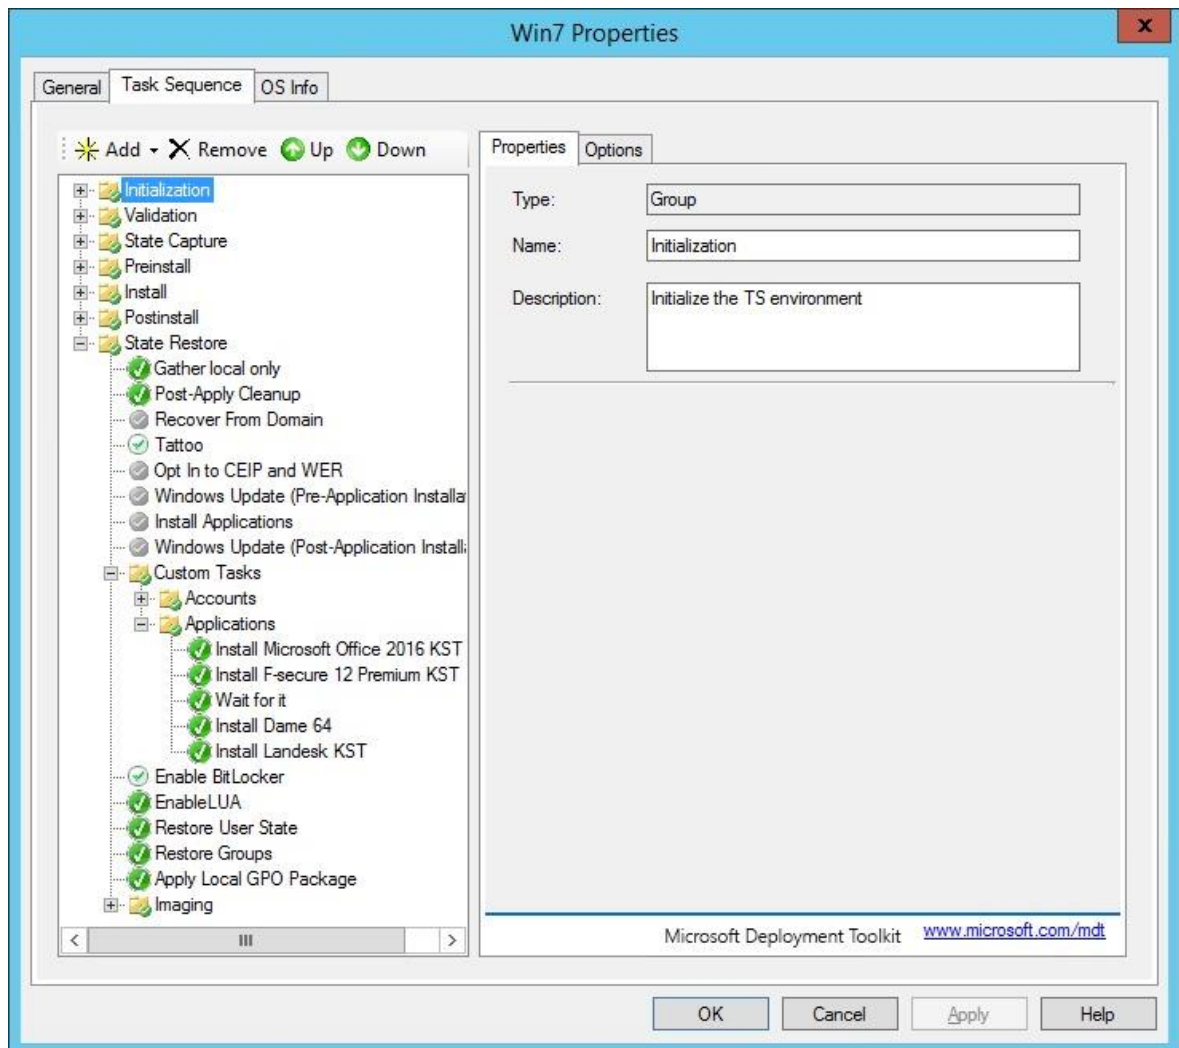 Win7 Properties
x
General
Task Sequence
OS Info
Add
Remove
Up
Down
Initialization
Validation
State Capture
Preinstall
Install
Postinstall
State Restore
Gather local only
Post-Apply Cleanup
Recover From Domain
Tattoo
Opt In to CEIP and WER
Windows Update (Pre-Application Installa
Install Applications
Windows Update (Post-Application Install
Custom Tasks
Accounts
Applications
Install Microsoft Office 2016 KST
Install F-secure 12 Premium KST
Wait for it
Install Dame 64
Install Landesk KST
Enable BitLocker
EnableLUA
Restore User State
Restore Groups
Apply Local GPO Package
Imaging
Properties
Options
Type:
Group
Name:
Initialization
Description:
Initialize the TS environment
Microsoft Deployment Toolkit
www.microsoft.com/mdt
OK
Cancel
Apply
Help